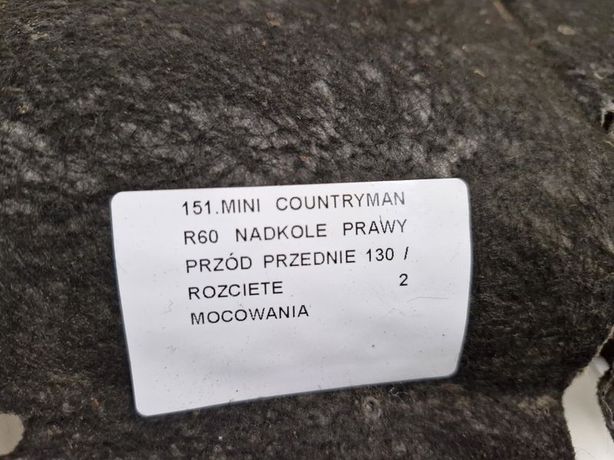 151.MINI COUNTRYMAN
R60 NADKOLE PRAWY
PRZÓD PRZEDNIE 130 /
ROZCIETE 2
MOCOWANIA